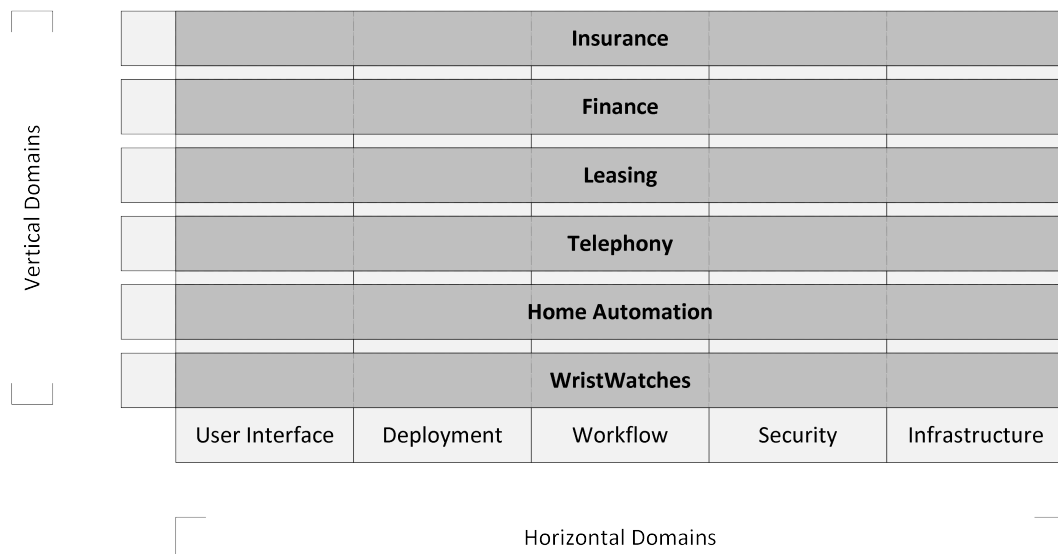 Insurance
Finance
Leasing
Telephony
Home Automation
WristWatches
Vertical Domains
User Interface
Deployment
Workflow
Security
Infrastructure
Horizontal Domains